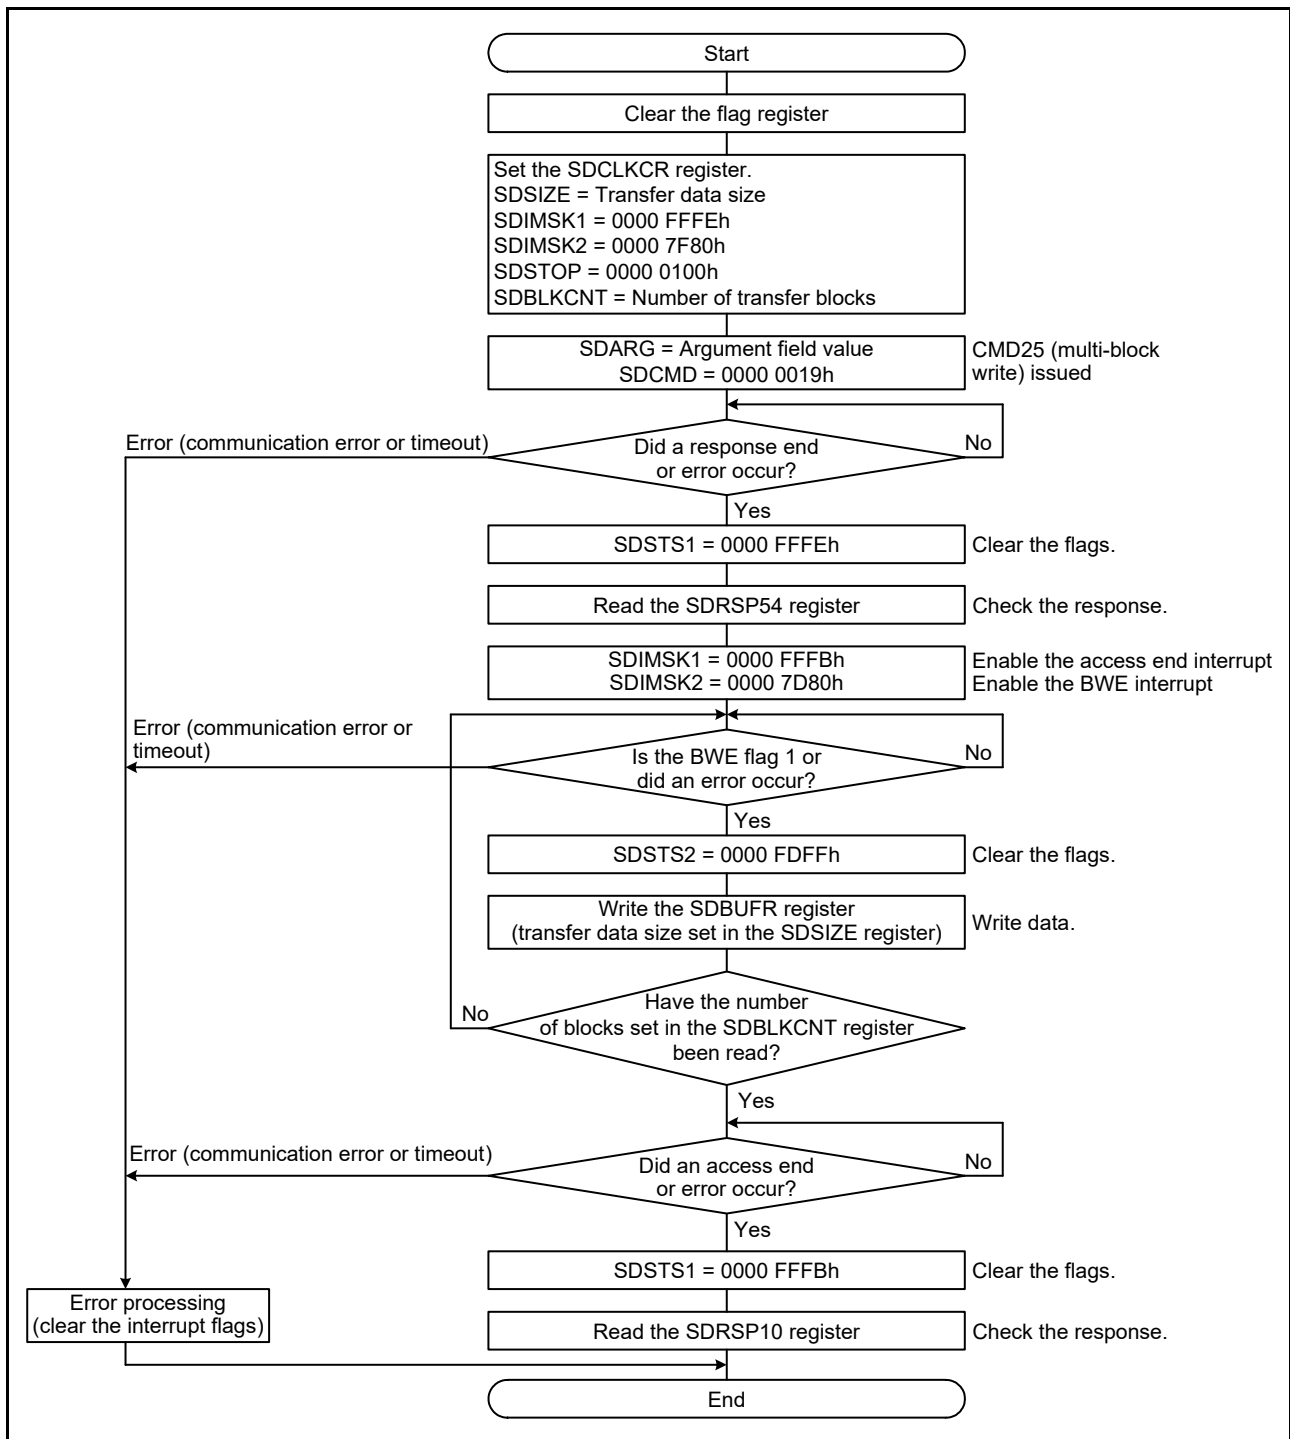 Start
Clear the flag register
Set the SDCLKCR register.
SDSIZE = Transfer data size
SDIMSK1 = 0000 FFFEh
SDIMSK2 = 0000 7F80h
SDSTOP = 0000 0100h
SDBLKCNT = Number of transfer blocks
SDARG = Argument field value
SDCMD = 0000 0019h
CMD25 (multi-block
write) issued
Error (communication error or timeout)
Did a response end
or error occur?
No
Yes
SDSTS1 = 0000 FFFEh
Clear the flags.
Read the SDRSP54 register
Check the response.
SDIMSK1 = 0000 FFFBh
SDIMSK2 = 0000 7D80h
Enable the access end interrupt
Enable the BWE interrupt
Error (communication error or
timeout)
Is the BWE flag 1 or
did an error occur?
No
Yes
SDSTS2 = 0000 FDFFh
Clear the flags.
Write the SDBUFR register
(transfer data size set in the SDSIZE register)
Write data.
Have the number
of blocks set in the SDBLKCNT register
been read?
No
Yes
Error (communication error or timeout)
Did an access end
or error occur?
No
Yes
SDSTS1 = 0000 FFFBh
Clear the flags.
Error processing
(clear the interrupt flags)
Read the SDRSP10 register
Check the response.
End